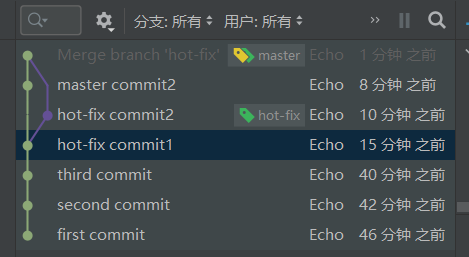 分支: 所有 用户: 所有 »
Merge branch 'hot-fix' master Echo 1 分钟 之前
master commit2 Echo 8 分钟 之前
hot-fix commit2 hot-fix Echo 10 分钟 之前
hot-fix commit1 Echo 15 分钟 之前
third commit Echo 40 分钟 之前
second commit Echo 42 分钟 之前
first commit Echo 46 分钟 之前